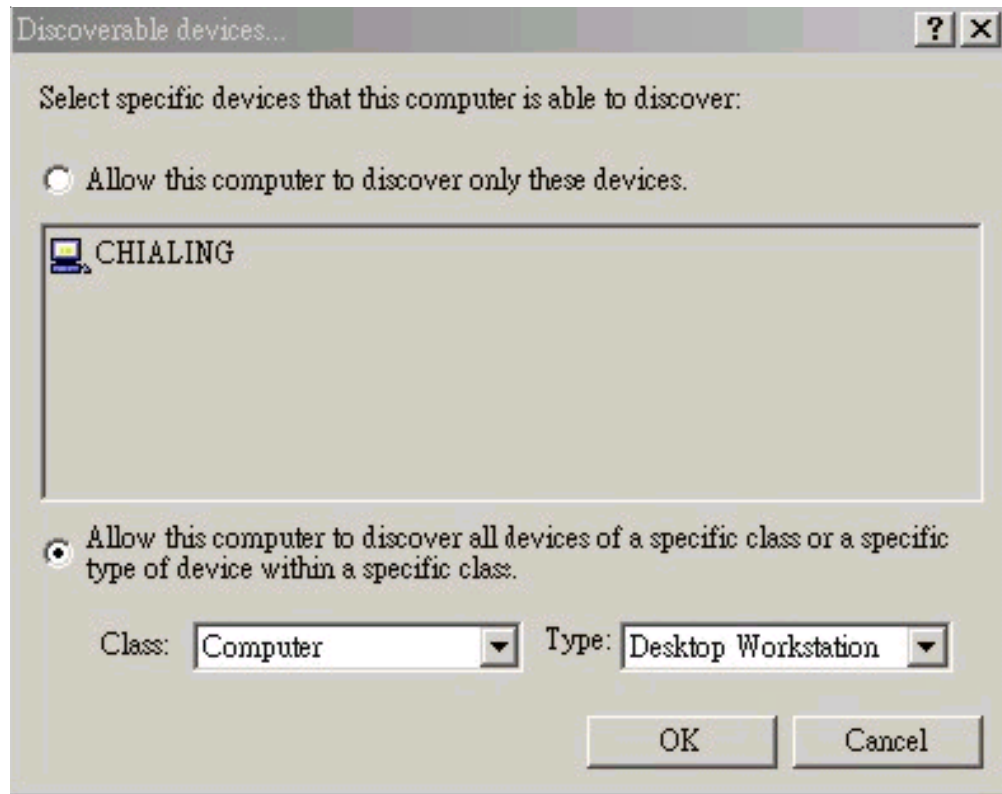 Discoverable devices...
Select specific devices that this computer is able to discover:
Allow this computer to discover only these devices.
CHIALING
Allow this computer to discover all devices of a specific class or a specific
type of device within a specific class.
Class: Computer Type: Desktop Workstation
OK Cancel